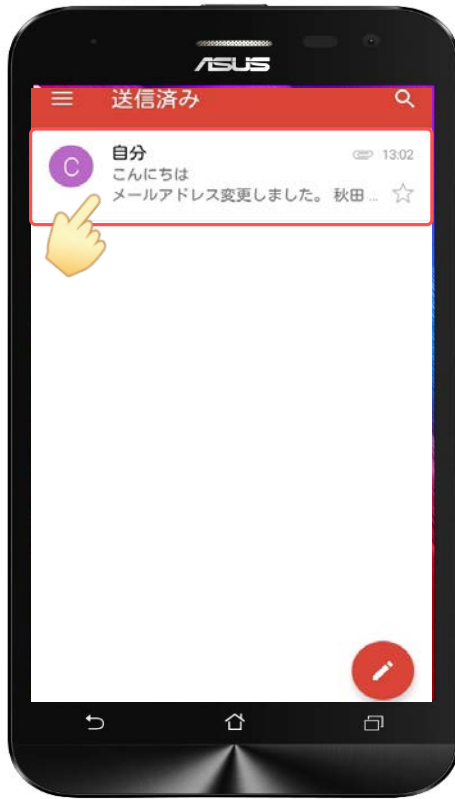 ASUS
送信済み
C
自分
13:02
こんにちは
メールアドレス変更しました。 秋田 ...